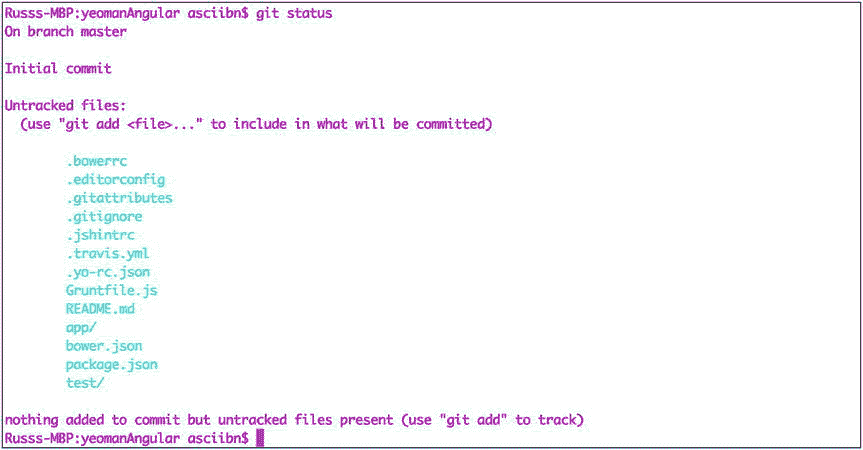 Russs-MBP:yeomanAngular asciibn$ git status
On branch master
Initial commit
Untracked files:
(use "git add <file>..." to include in what will be committed)
.bowerrc
.editorconfig
.gitattributes
.gitignore
.jshintrc
.travis.yml
.yo-rc.json
Gruntfile.js
README.md
app/
bower.json
package.json
test/
nothing added to commit but untracked files present (use "git add" to track)
Russs-MBP:yeomanAngular asciibn$